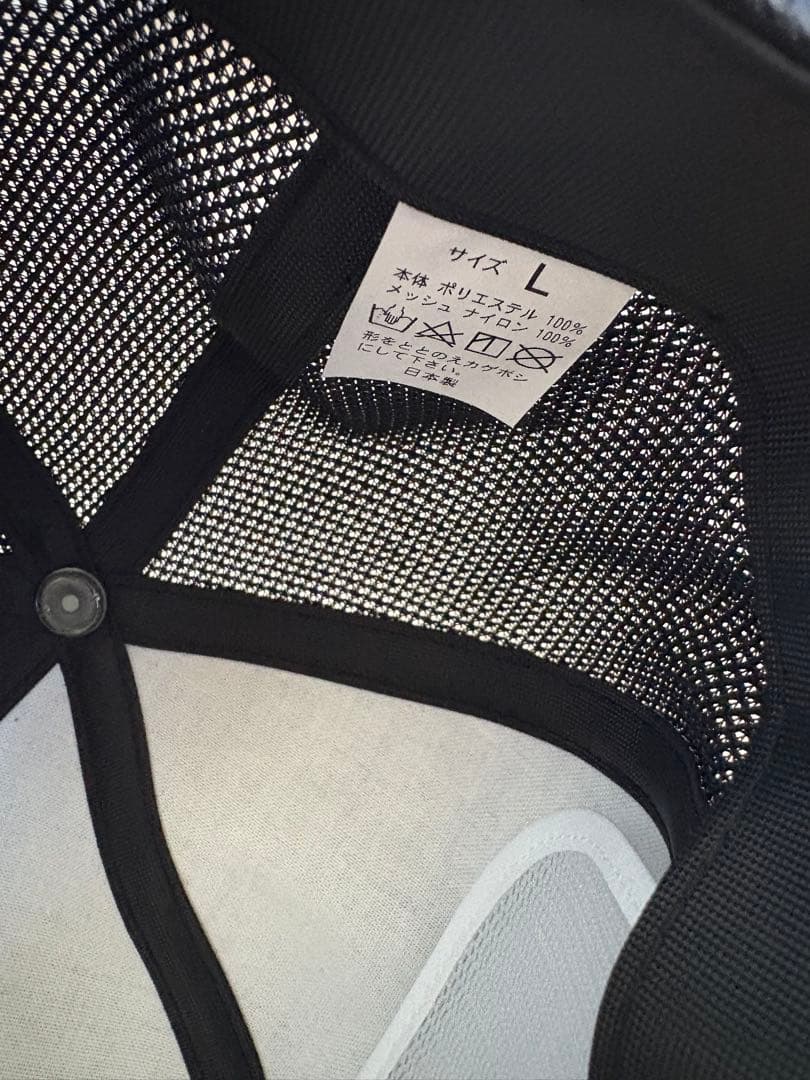 サイズ L
本体 ポリエステル 100%
メッシュ ナイロン 100%
形をととのえカゲボシ
にして下さい。
日本製